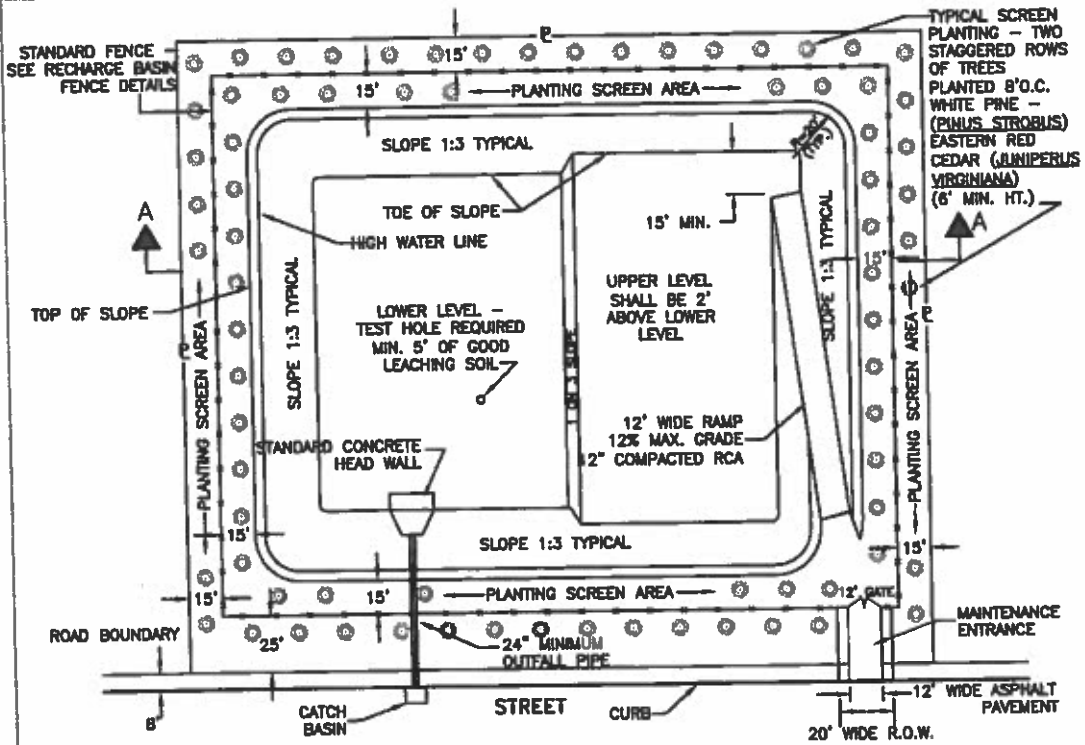 TYPICAL SCREEN
PLANTING – TWO
STAGGERED ROWS
OF TREES
PLANTED 8'O.C.
WHITE PINE –
(PINUS STROBUS)
EASTERN RED
CEDAR (JUNIPERUS
VIRGINIANA)
(6' MIN. HT.)
STANDARD FENCE
SEE RECHARGE BASIN
FENCE DETAILS
15'
15'
PLANTING SCREEN AREA
SLOPE 1:3 TYPICAL
R=20'
(TYP.)
TOE OF SLOPE
15' MIN.
HIGH WATER LINE
A
A
15'
SLOPE 1:3 TYPICAL
TOP OF SLOPE
LOWER LEVEL –
TEST HOLE REQUIRED
MIN. 5' OF GOOD
LEACHING SOIL
UPPER LEVEL
SHALL BE 2'
ABOVE LOWER
LEVEL
SLOPE 1:3 TYPICAL
1 ON 3 SLOPE
PLANTING SCREEN AREA
PLANTING SCREEN AREA
12' WIDE RAMP
12% MAX. GRADE
12" COMPACTED RCA
STANDARD CONCRETE
HEAD WALL
SLOPE 1:3 TYPICAL
15'
15'
15'
15'
PLANTING SCREEN AREA
12' GATE
ROAD BOUNDARY
25'
24" MINIMUM
OUTFALL PIPE
MAINTENANCE
ENTRANCE
8'
CATCH
BASIN
STREET
CURB
12' WIDE ASPHALT
PAVEMENT
20' WIDE R.O.W.